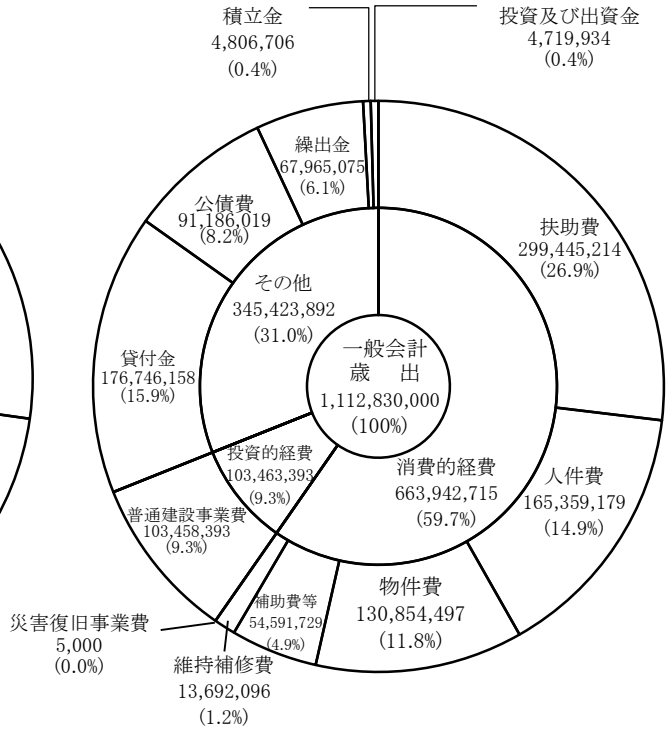 積立金
4,806,706
(0.4%)
投資及び出資金
4,719,934
(0.4%)
繰出金
67,965,075
(6.1%)
公債費
91,186,019
(8.2%)
扶助費
299,445,214
(26.9%)
その他
345,423,892
(31.0%)
一般会計
歳 出
1,112,830,000
(100%)
貸付金
176,746,158
(15.9%)
投資的経費
103,463,393
(9.3%)
消費的経費
663,942,715
(59.7%)
人件費
165,359,179
(14.9%)
普通建設事業費
103,458,393
(9.3%)
物件費
130,854,497
(11.8%)
補助費等
54,591,729
(4.9%)
災害復旧事業費
5,000
(0.0%)
維持補修費
13,692,096
(1.2%)